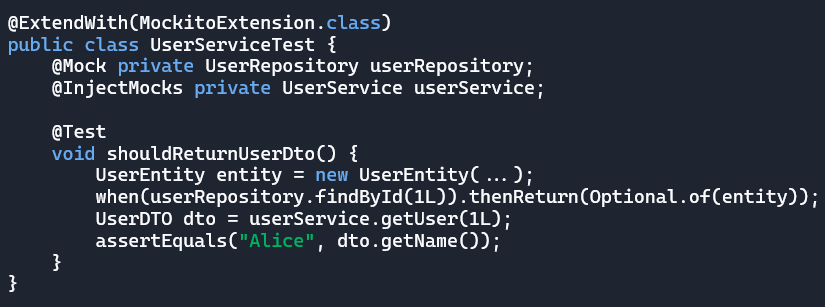 @ExtendWith(MockitoExtension.class)
public class UserServiceTest {
    @Mock private UserRepository userRepository;
    @InjectMocks private UserService userService;

    @Test
    void shouldReturnUserDto() {
        UserEntity entity = new UserEntity(...);
        when(userRepository.findById(1L)).thenReturn(Optional.of(entity));
        UserDTO dto = userService.getUser(1L);
        assertEquals("Alice", dto.getName());
    }
}